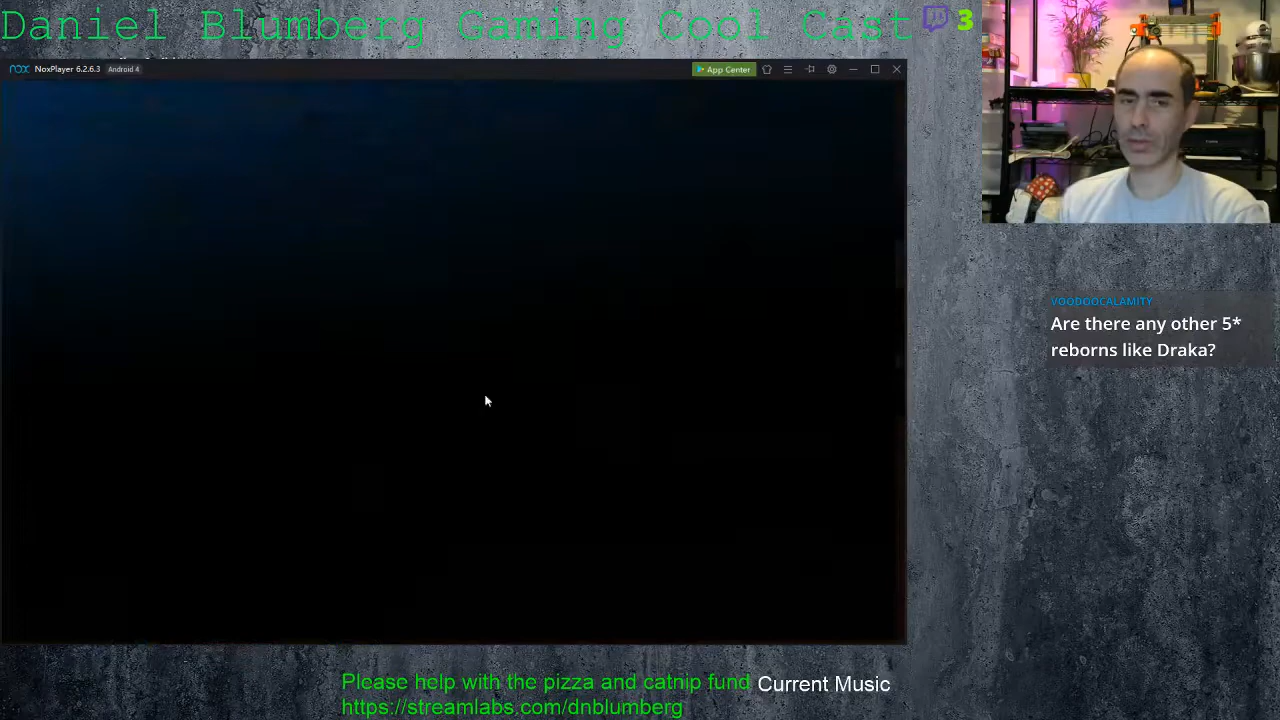 Daniel Blumberg Gaming Cool Cast 3
nox NoxPlayer 6.2.6.3 Android 4 App Center
VOODOOCALAMITY
Are there any other 5*
reborns like Draka?
Please help with the pizza and catnip fund Current Music
https://streamlabs.com/dnblumberg